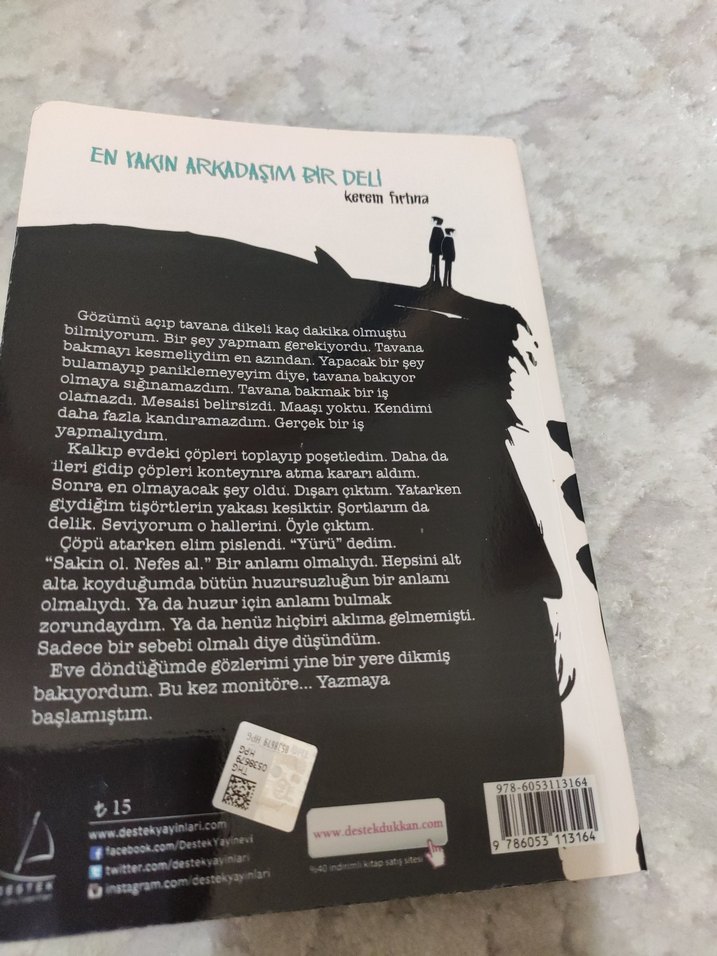 EN YAKIN ARKADAŞIM BİR DELİ
kerem fırtına
Gözümü açıp tavana dikeli kaç dakika olmuştu
bilmiyorum. Bir şey yapmam gerekiyordu. Tavana
bakmayı kesmeliydim en azından. Yapacak bir şey
bulamayıp paniklemeyeyim diye, tavana bakıyor
olmaya sığınamazdım. Tavana bakmak bir iş
olamazdı. Mesaisi belirsizdi. Maaşı yoktu. Kendimi
daha fazla kandıramazdım. Gerçek bir iş
yapmalıydım.
Kalkıp evdeki çöpleri toplayıp poşetledim. Daha da
ileri gidip çöpleri konteynıra atma kararı aldım.
Sonra en olmayacak şey oldu. Dışarı çıktım. Yatarken
giydiğim tişörtlerin yakası kesiktir. Şortlarım da
delik. Seviyorum o hallerini. Öyle çıktım.
Çöpü atarken elim pislendi. “Yürü” dedim.
“Sakin ol. Nefes al.” Bir anlamı olmalıydı. Hepsini alt
alta koyduğumda bütün huzursuzluğun bir anlamı
olmalıydı. Ya da huzur için anlamı bulmak
zorundaydım. Ya da henüz hiçbiri aklıma gelmemişti.
Sadece bir sebebi olmalı diye düşündüm.
Eve döndüğümde gözlerimi yine bir yere dikmiş
bakıyordum. Bu kez monitöre... Yazmaya
başlamıştım.
THG
0538679
HPG
₺ 15
www.destekyayinlari.com
facebook.com/DestekYayinevi
twitter.com/destekyayinlari
instagram.com/destekyayinlari
www.destekdukkan.com
%40 indirimli kitap satış sitesi
978-6053113164
9 786053 113164
DESTEK